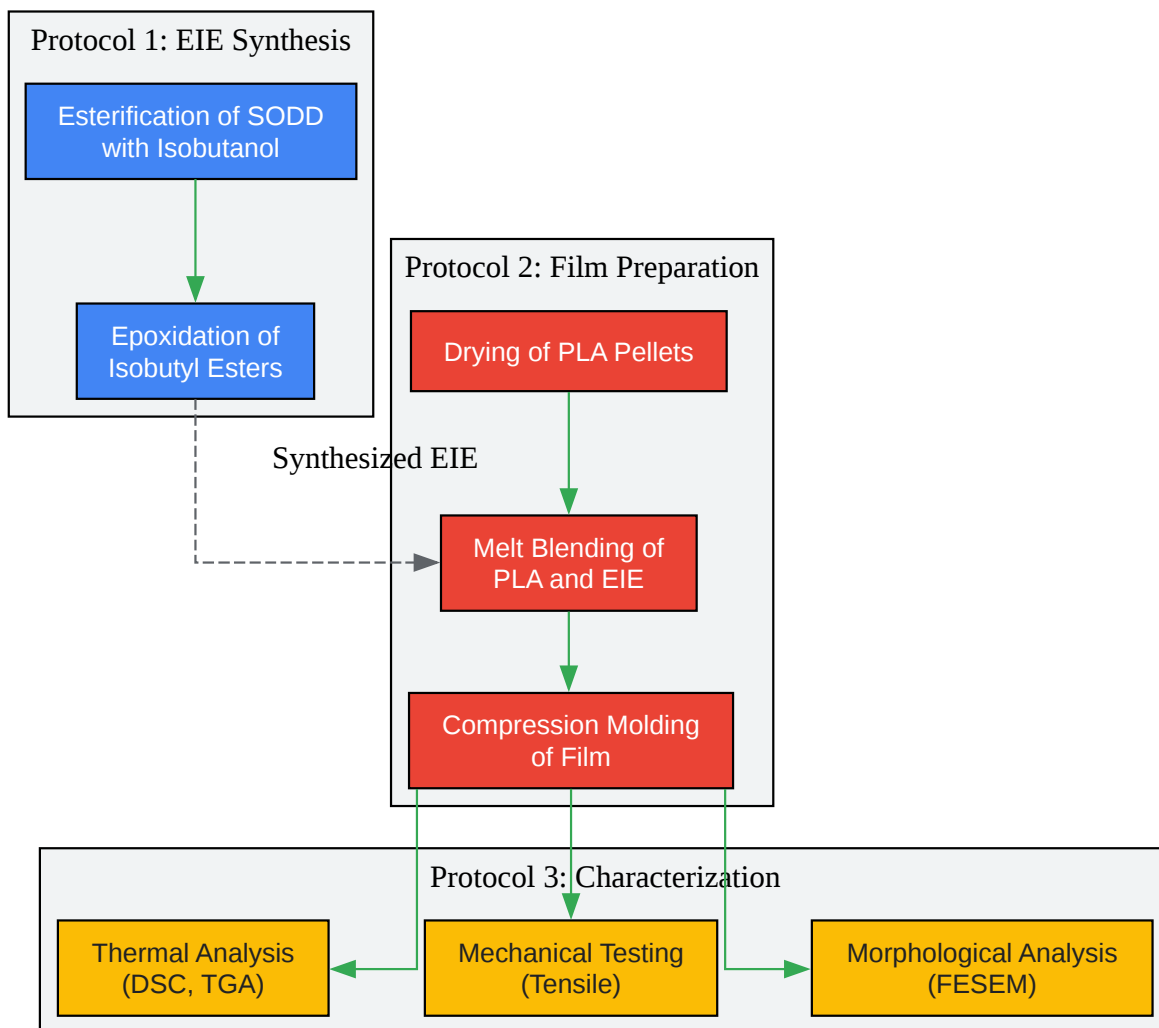 Protocol 1: EIE Synthesis
Esterification of SODD
with Isobutanol
Epoxidation of
Isobutyl Esters
Synthesized EIE
Protocol 2: Film Preparation
Drying of PLA Pellets
Melt Blending of
PLA and EIE
Compression Molding
of Film
Protocol 3: Characterization
Thermal Analysis
(DSC, TGA)
Mechanical Testing
(Tensile)
Morphological Analysis
(FESEM)